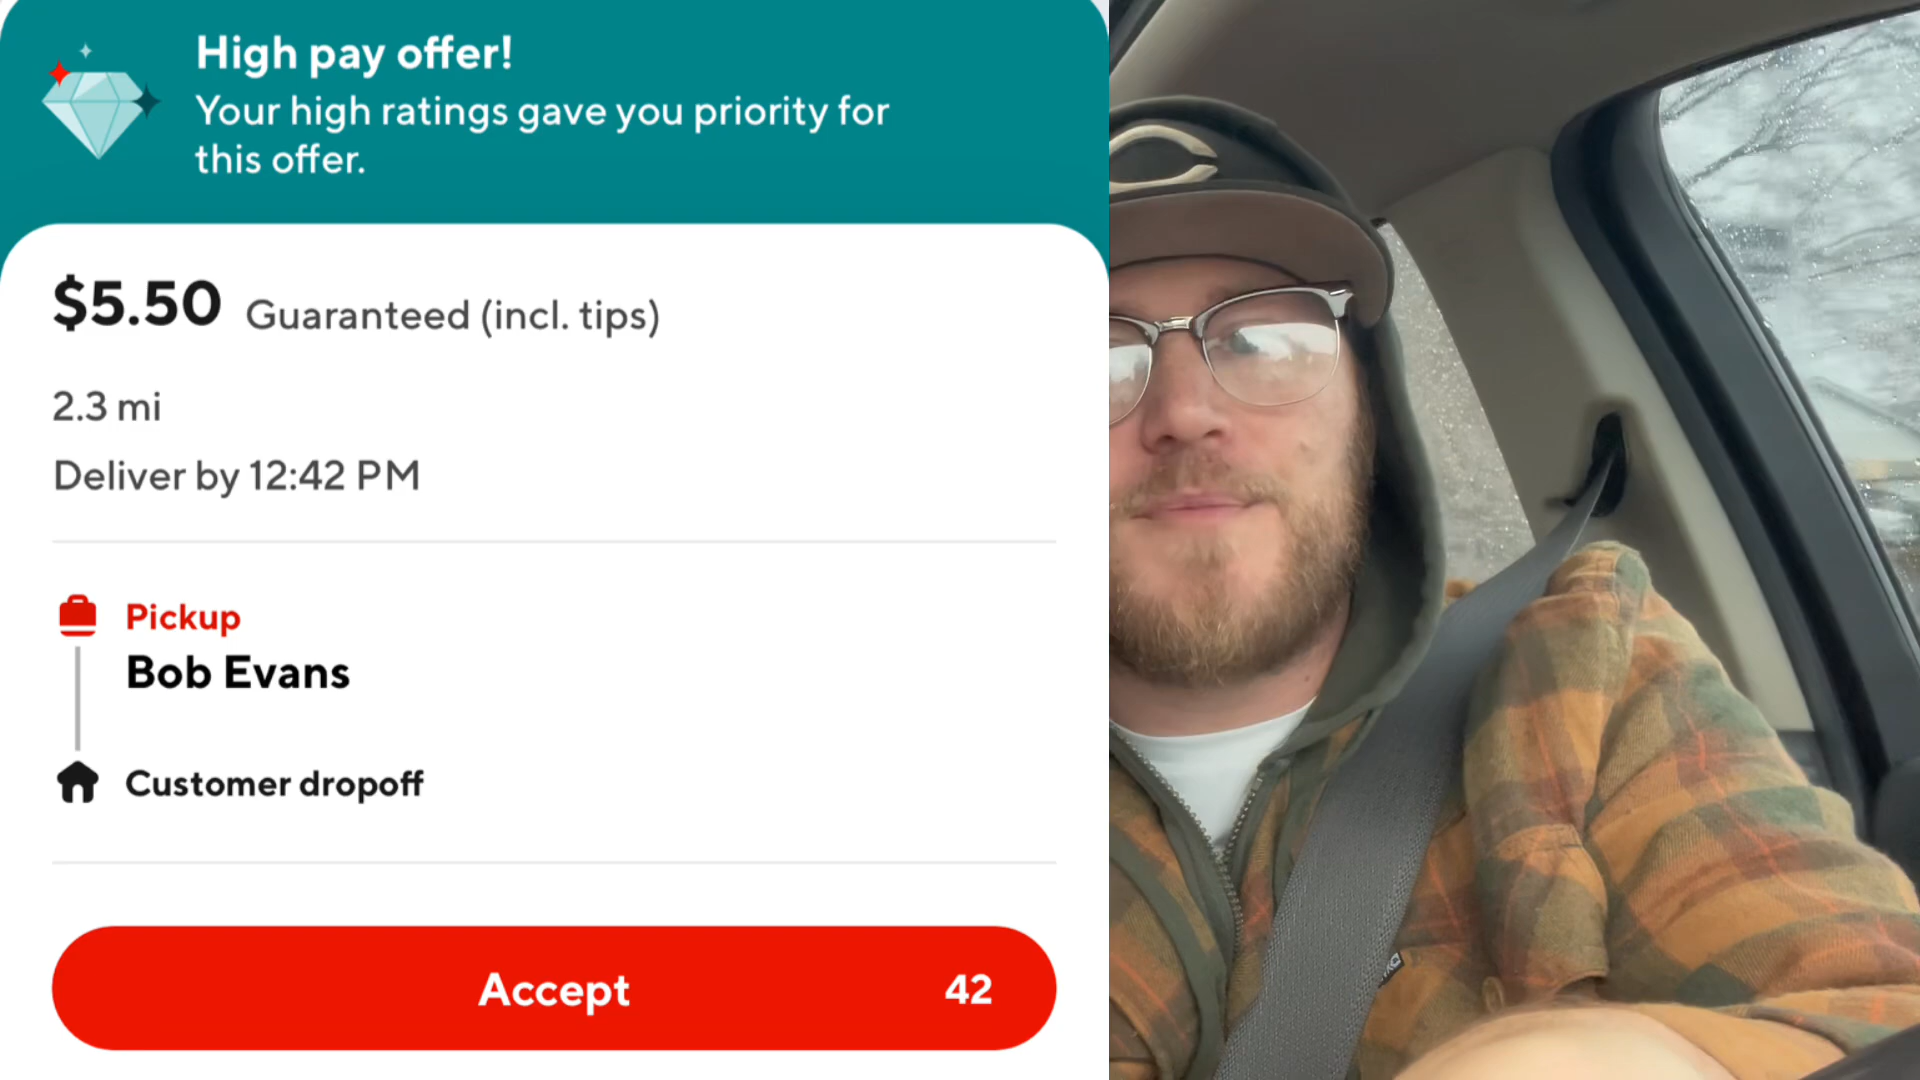 High pay offer!
Your high ratings gave you priority for
this offer.
$5.50 Guaranteed (incl. tips)
2.3 mi
Deliver by 12:42 PM
Pickup
Bob Evans
Customer dropoff
Accept 42